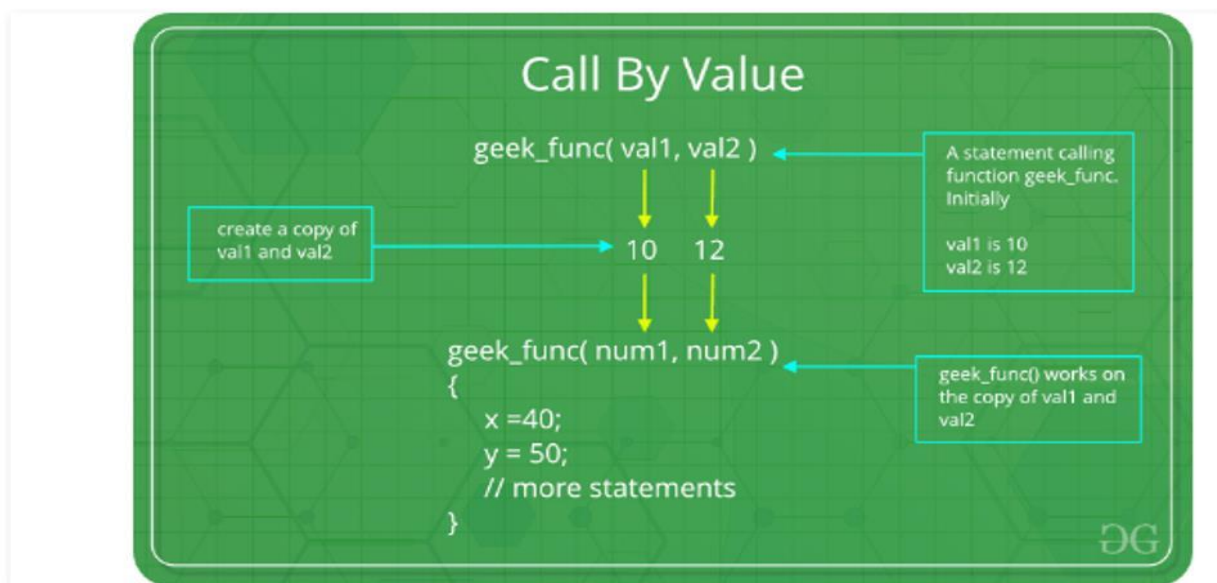 Call By Value
geek_func( val1, val2 )
A statement calling
function geek_func.
Initially
val1 is 10
val2 is 12
create a copy of
val1 and val2
10 12
geek_func( num1, num2 )
{
x =40;
y = 50;
// more statements
}
geek_func() works on
the copy of val1 and
val2